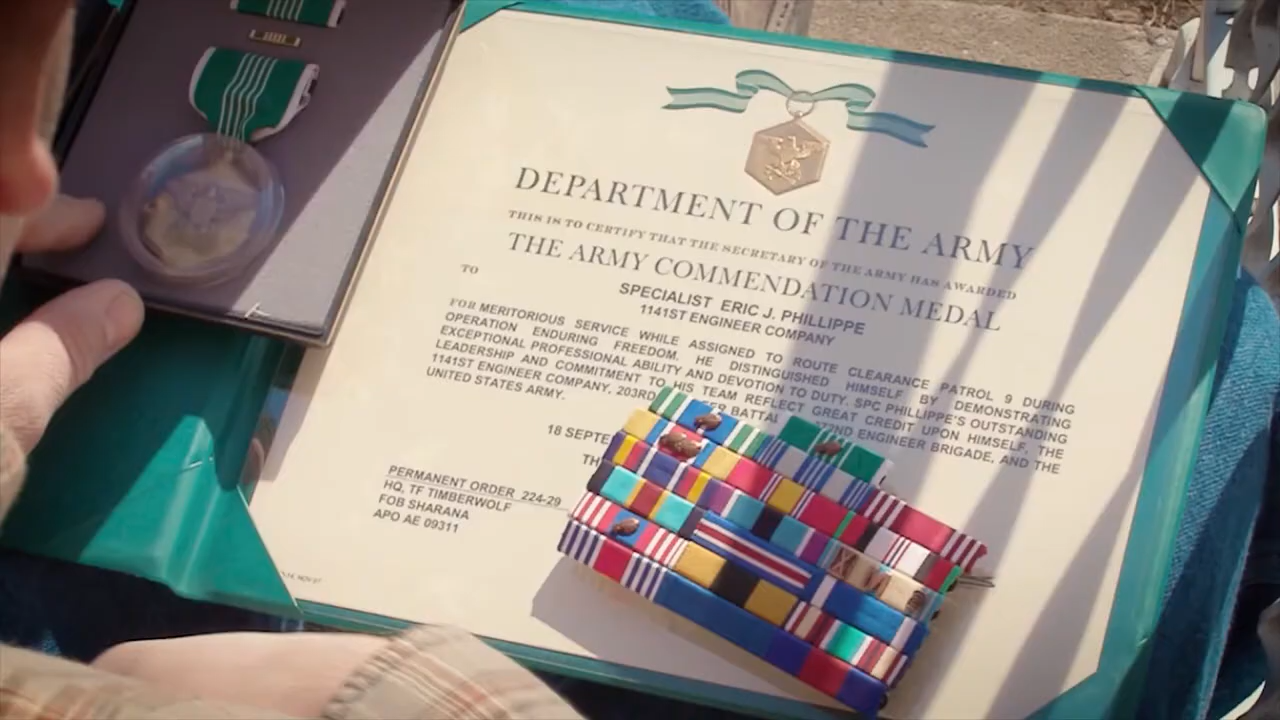 DEPARTMENT OF THE ARMY
THIS IS TO CERTIFY THAT THE SECRETARY OF THE ARMY HAS AWARDED
THE ARMY COMMENDATION MEDAL
TO
SPECIALIST ERIC J. PHILLIPPE
1141ST ENGINEER COMPANY
FOR MERITORIOUS SERVICE WHILE ASSIGNED TO ROUTE CLEARANCE PATROL 9 DURING
OPERATION ENDURING FREEDOM. HE DISTINGUISHED HIMSELF BY DEMONSTRATING
EXCEPTIONAL PROFESSIONAL ABILITY AND DEVOTION TO DUTY. SPC PHILLIPPE'S OUTSTANDING
LEADERSHIP AND COMMITMENT TO HIS TEAM REFLECT GREAT CREDIT UPON HIMSELF, THE
1141ST ENGINEER COMPANY, 203RD BATTAL 372ND ENGINEER BRIGADE, AND THE
UNITED STATES ARMY.
18 SEPTE
TH
PERMANENT ORDER 224-29
HQ, TF TIMBERWOLF
FOB SHARANA
APO AE 09311